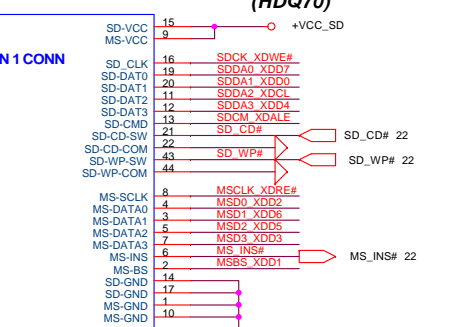 (HDQ70)
SD-VCC 15 +VCC_SD
MS-VCC 9
N 1 CONN
SD_CLK 16 SDCK_XDWE#
SD-DAT0 19 SDDA0_XDD7
SD-DAT1 20 SDDA1_XDD0
SD-DAT2 11 SDDA2_XDCL
SD-DAT3 12 SDDA3_XDD4
SD-CMD 13 SDCM_XDALE
SD-CD-SW 21 SD_CD# SD_CD# 22
SD-CD-COM 22
SD-WP-SW 43 SD_WP# SD_WP# 22
SD-WP-COM 44
MS-SCLK 8 MSCLK_XDRE#
MS-DATA0 4 MSD0_XDD2
MS-DATA1 3 MSD1_XDD6
MS-DATA2 5 MSD2_XDD5
MS-DATA3 7 MSD3_XDD3
MS-INS 6 MS_INS# MS_INS# 22
MS-BS 2 MSBS_XDD1
SD-GND 14
SD-GND 17
MS-GND 1
MS-GND 10